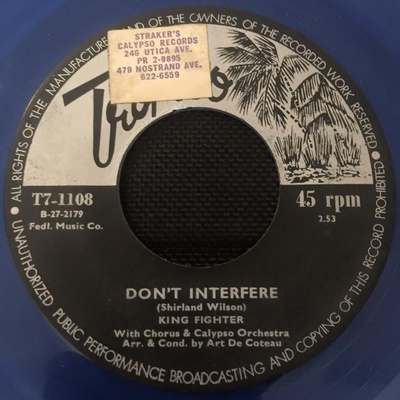 ALL RIGHTS OF THE MANUFACTURER AND OF THE OWNERS OF THE RECORDED WORK RESERVED
STRAKER'S
CALYPSO RECORDS
246 UTICA AVE.
PR 2-9895
479 NOSTRAND AVE.
622-6559
T7-1108
B-27-2179
Fedl. Music Co.
45 rpm
2.53
DON'T INTERFERE
(Shirland Wilson)
KING FIGHTER
With Chorus & Calypso Orchestra
Arr. & Cond. by Art De Coteau
UNAUTHORIZED PUBLIC PERFORMANCE BROADCASTING AND COPYING OF THIS RECORD PROHIBITED